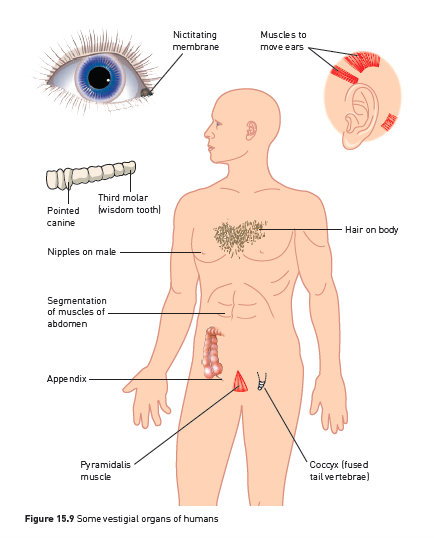 Nictitating
membrane
Muscles to
move ears
Pointed
canine
Third molar
(wisdom tooth)
Hair on body
Nipples on male
Segmentation
of muscles of
abdomen
Appendix
Pyramidalis
muscle
Coccyx (fused
tail vertebrae)
Figure 15.9 Some vestigial organs of humans